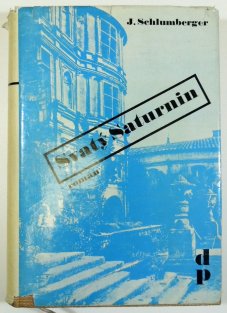 J. Schlumberger
Svatý Saturnin
román
d
p